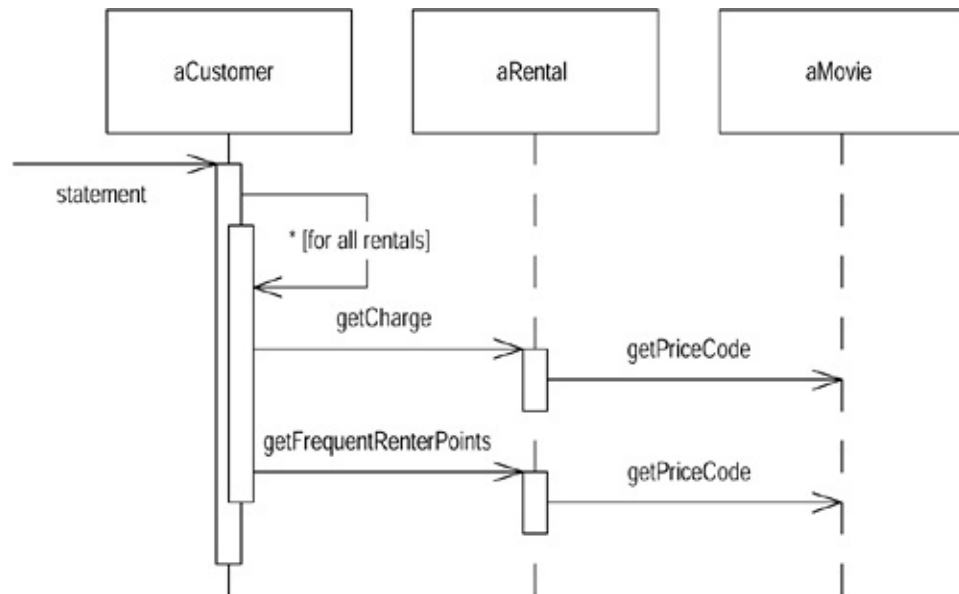 aCustomer
aRental
aMovie
statement
* [for all rentals]
getCharge
getPriceCode
getFrequentRenterPoints
getPriceCode